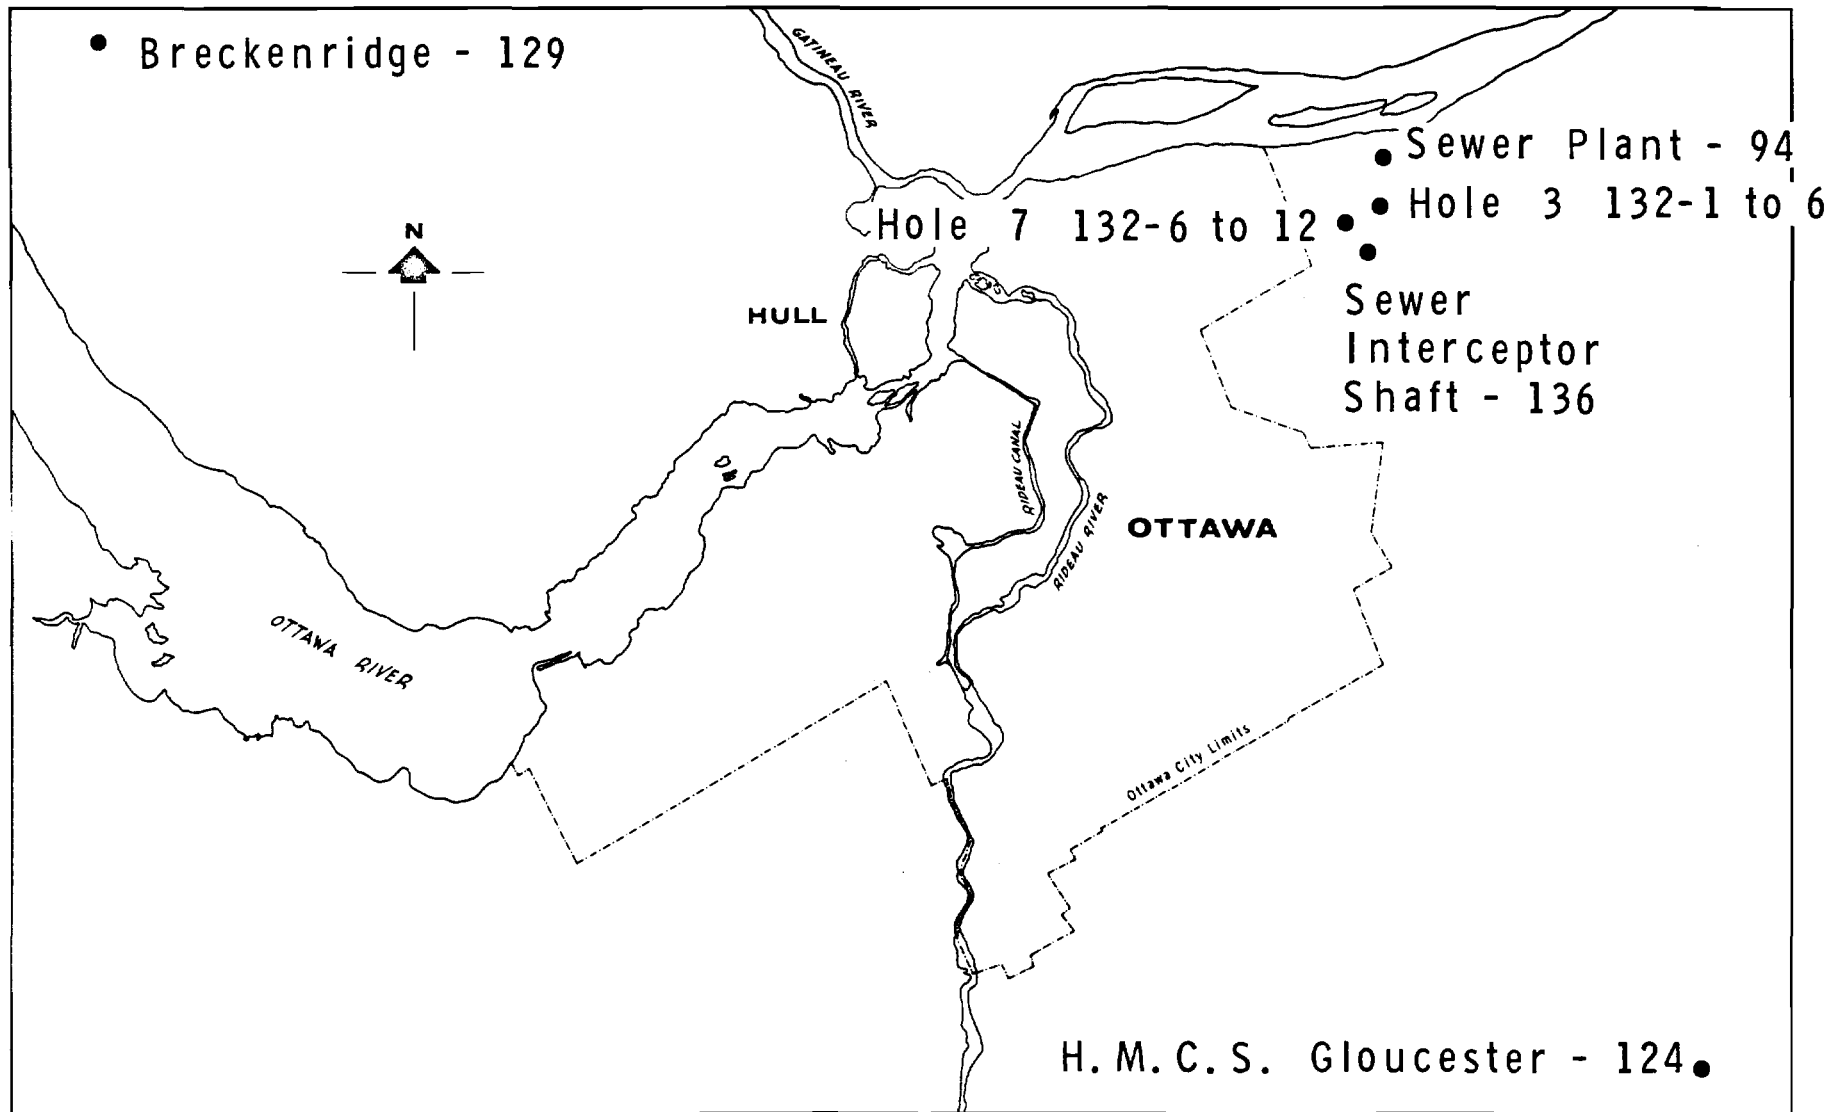 Breckenridge - 129
GATINEAU RIVER
Sewer Plant - 94
Hole 3 132-1 to 6
Hole 7 132-6 to 12
N
HULL
Sewer
Interceptor
Shaft - 136
RIDEAU CANAL
RIDEAU RIVER
OTTAWA
OTTAWA RIVER
Ottawa City Limits
H.M.C.S. Gloucester - 124